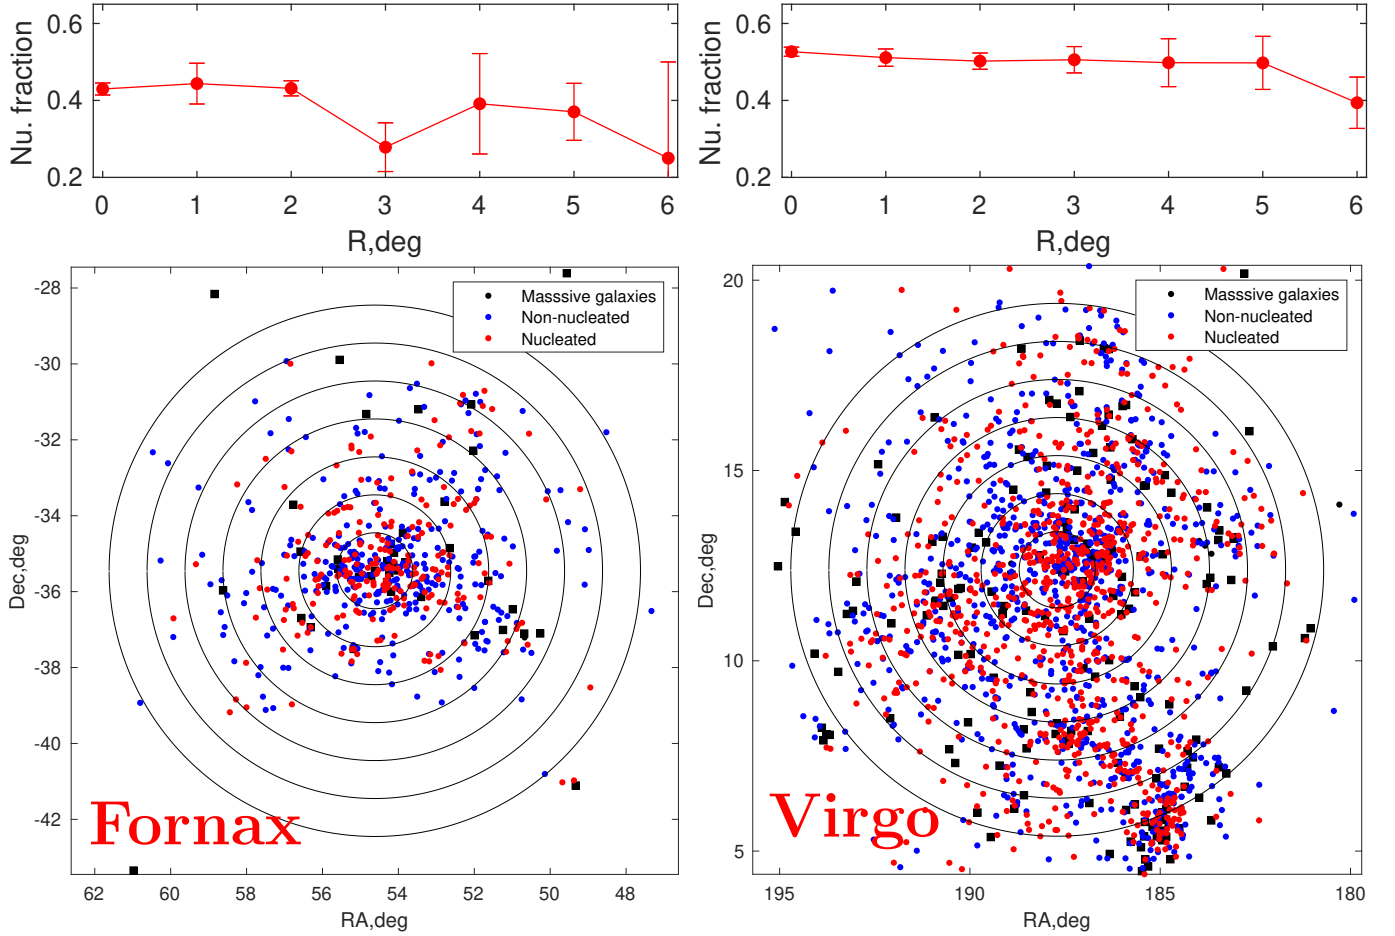 0.6
0.4
0.2
Nu. fraction
0 1 2 3 4 5 6
R,deg
0.6
0.4
0.2
Nu. fraction
0 1 2 3 4 5 6
R,deg
-28
-30
-32
-34
-36
-38
-40
-42
Dec,deg
Masssive galaxies
Non-nucleated
Nucleated
Fornax
62 60 58 56 54 52 50 48
RA,deg
20
15
10
5
Dec,deg
Masssive galaxies
Non-nucleated
Nucleated
Virgo
195 190 185 180
RA,deg